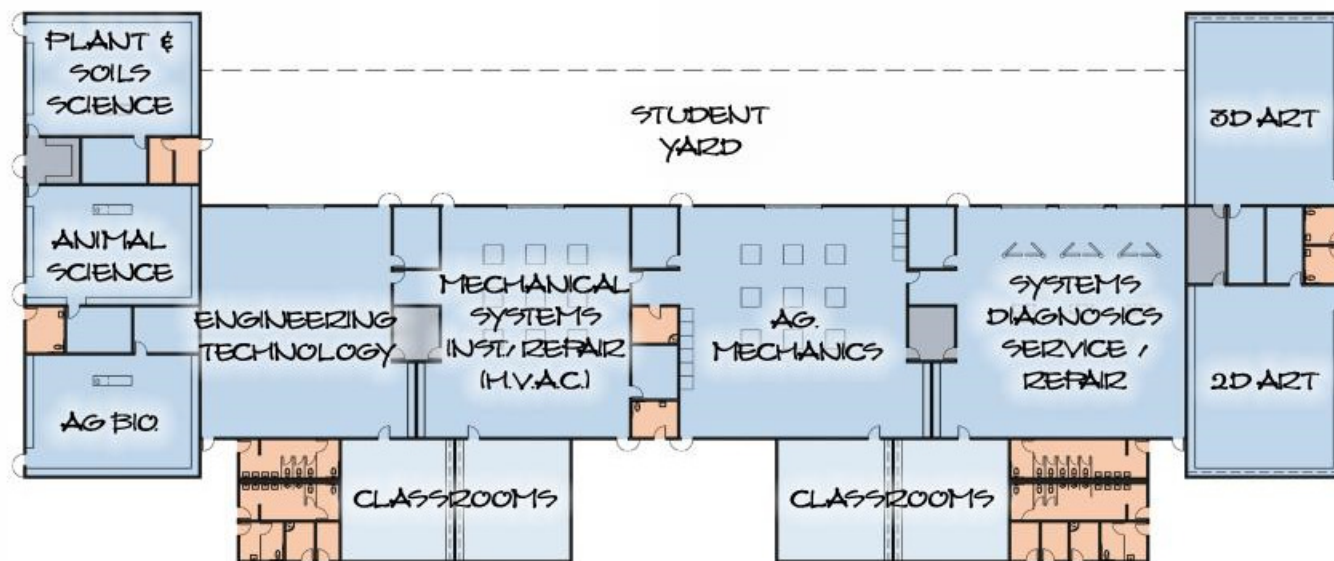 PLANT &
SOILS
SCIENCE
STUDENT
YARD
3D ART
ANIMAL
SCIENCE
ENGINEERING
TECHNOLOGY
MECHANICAL
SYSTEMS
INST./REPAIR
(H.V.A.C.)
AG.
MECHANICS
SYSTEMS
DIAGNOSICS
SERVICE /
REPAIR
2D ART
AG BIO.
CLASSROOMS
CLASSROOMS